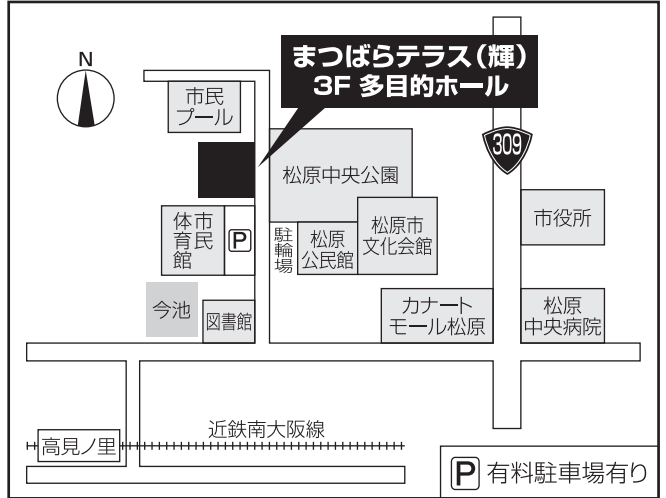 N
まつばらテラス(輝)
3F 多目的ホール
市民
プール
309
松原中央公園
市民
体育館
P
駐輪場
松原
公民館
松原市
文化会館
市役所
今池
図書館
カナート
モール松原
松原
中央病院
近鉄南大阪線
高見ノ里
P 有料駐車場有り